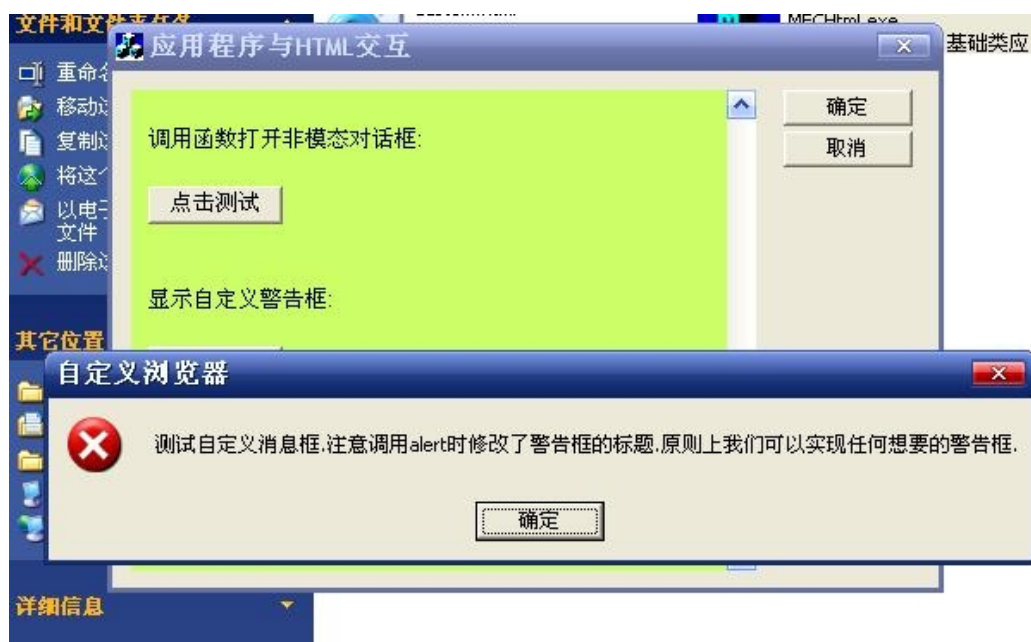 文件和文件夹任务
MFCHtml.exe
基础类应
重命名
移动这
复制这
将这个
以电子
文件
删除这
其它位置
详细信息
应用程序与HTML交互
调用函数打开非模态对话框:
点击测试
显示自定义警告框:
确定
取消
自定义浏览器
测试自定义消息框.注意调用alert时修改了警告框的标题.原则上我们可以实现任何想要的警告框.
确定